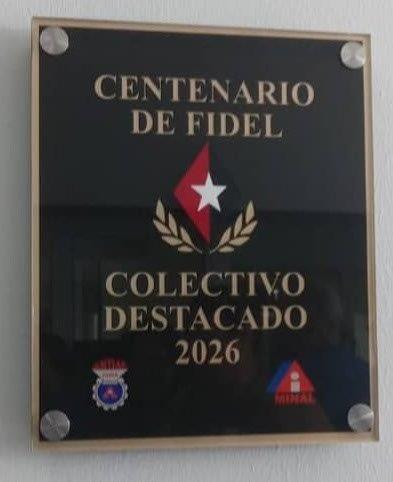 CENTENARIO
DE FIDEL
COLECTIVO
DESTACADO
2026
MINAL